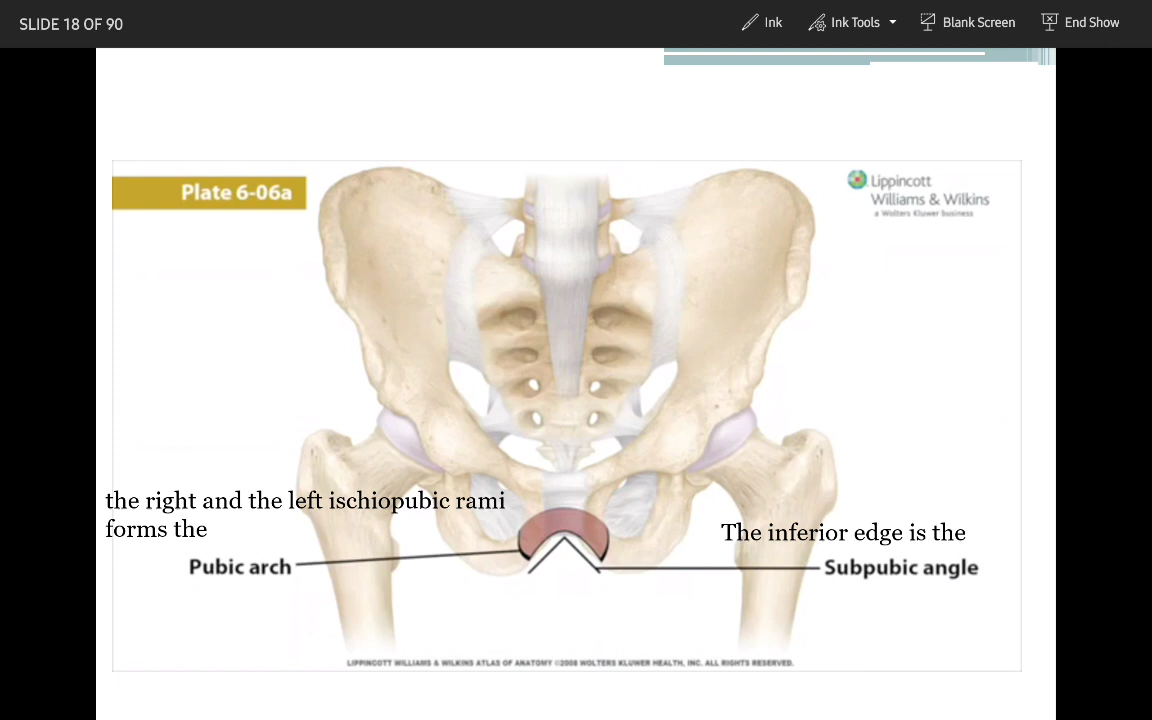 SLIDE 18 OF 90
Ink
Ink Tools
Blank Screen
End Show
Plate 6-06a
Lippincott
Williams & Wilkins
a Wolters Kluwer business
the right and the left ischiopubic rami
forms the
The inferior edge is the
Pubic arch
Subpubic angle
LIPPINCOTT WILLIAMS & WILKINS ATLAS OF ANATOMY ©2008 WOLTERS KLUWER HEALTH, INC. ALL RIGHTS RESERVED.